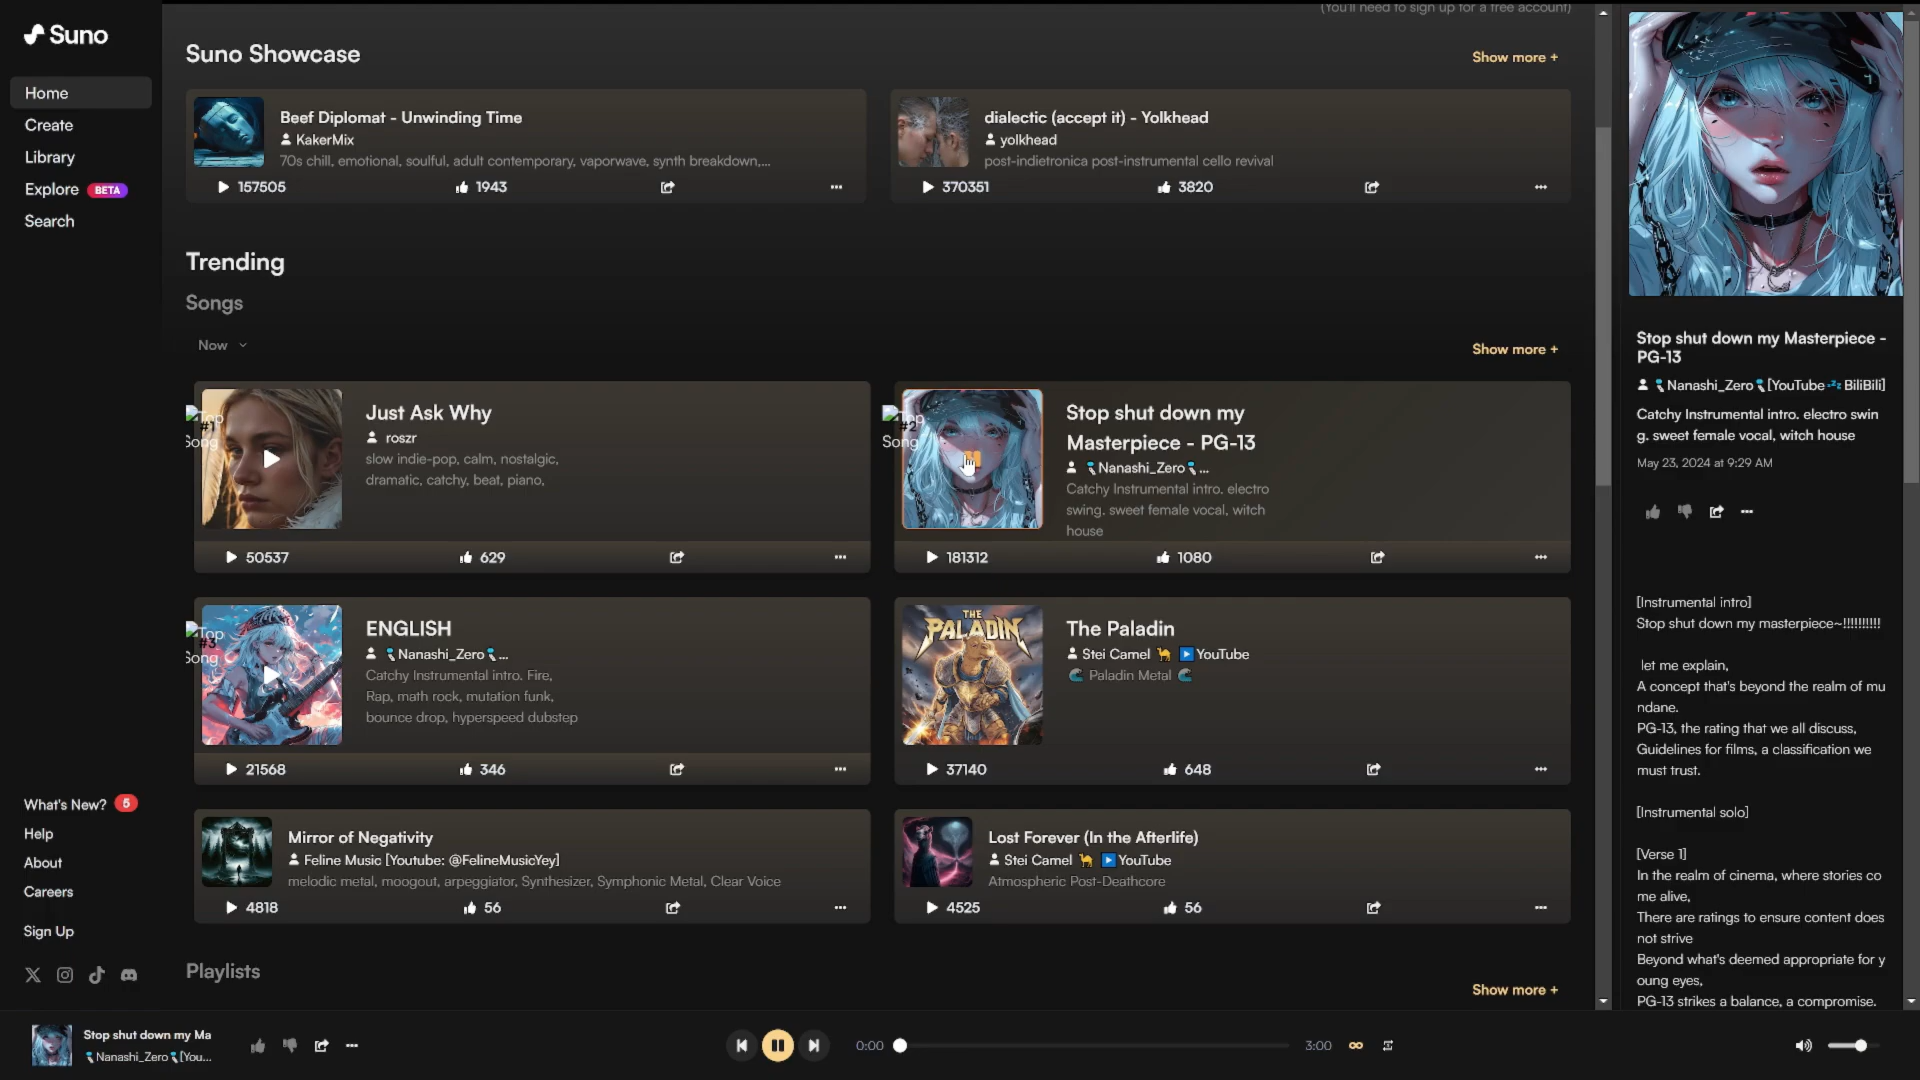 Suno
Home
Create
Library
Explore BETA
Search
What's New? 5
Help
About
Careers
Sign Up
(You'll need to sign up for a free account)
Suno Showcase
Show more +
Beef Diplomat - Unwinding Time
KakerMix
70s chill, emotional, soulful, adult contemporary, vaporwave, synth breakdown,...
157505 1943
dialectic (accept it) - Yolkhead
yolkhead
post-indietronica post-instrumental cello revival
370351 3820
Trending
Songs
Now
Show more +
Top
#1
Song
Just Ask Why
roszr
slow indie-pop, calm, nostalgic,
dramatic, catchy, beat, piano,
50537 629
Top
#2
Song
Stop shut down my
Masterpiece - PG-13
Nanashi_Zero ...
Catchy Instrumental intro. electro
swing. sweet female vocal, witch
house
181312 1080
Top
#3
Song
ENGLISH
Nanashi_Zero ...
Catchy Instrumental intro. Fire,
Rap, math rock, mutation funk,
bounce drop, hyperspeed dubstep
21568 346
THE
PALADIN
The Paladin
Stei Camel 🐪 ▶️YouTube
🌊 Paladin Metal 🌊
37140 648
Mirror of Negativity
Feline Music [Youtube: @FelineMusicYey]
melodic metal, moogout, arpeggiator, Synthesizer, Symphonic Metal, Clear Voice
4818 56
Lost Forever (In the Afterlife)
Stei Camel 🐪 ▶️YouTube
Atmospheric Post-Deathcore
4525 56
Playlists
Show more +
Stop shut down my Masterpiece -
PG-13
Nanashi_Zero [YouTube 💤 BiliBili]
Catchy Instrumental intro. electro swin
g. sweet female vocal, witch house
May 23, 2024 at 9:29 AM
[Instrumental intro]
Stop shut down my masterpiece~!!!!!!!!!!
let me explain,
A concept that's beyond the realm of mu
ndane.
PG-13, the rating that we all discuss,
Guidelines for films, a classification we
must trust.
[Instrumental solo]
[Verse 1]
In the realm of cinema, where stories co
me alive,
There are ratings to ensure content does
not strive
Beyond what's deemed appropriate for y
oung eyes,
PG-13 strikes a balance, a compromise.
Stop shut down my Ma
Nanashi_Zero [You...
0:00 3:00